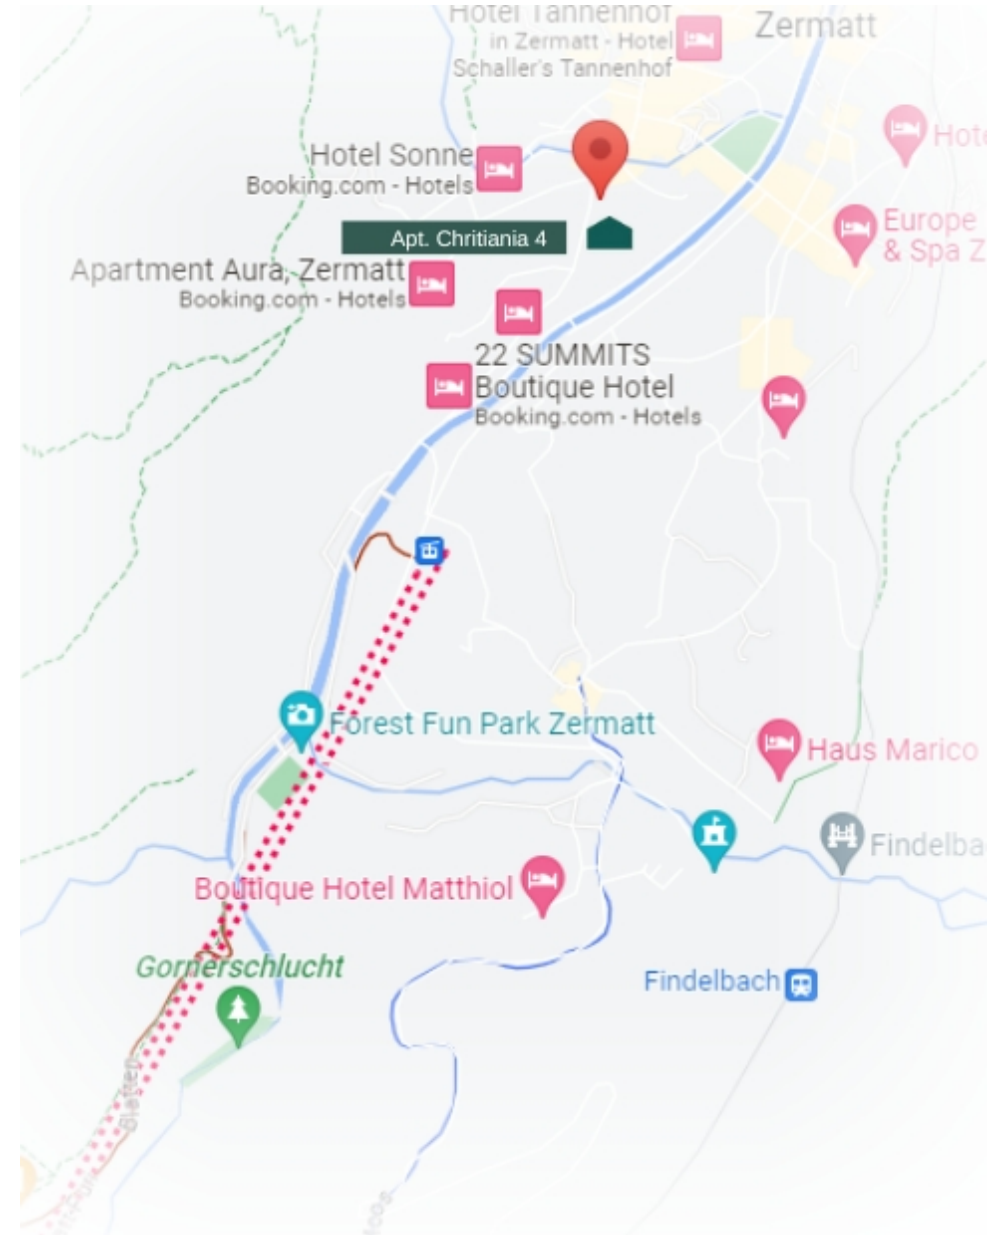 Hotel Tannenhof
in Zermatt - Hotel
Schaller's Tannenhof
Zermatt
Hotel Sonne
Booking.com - Hotels
Europe
& Spa Z
Apt. Chritiania 4
Apartment Aura, Zermatt
Booking.com - Hotels
22 SUMMITS
Boutique Hotel
Booking.com - Hotels
Forest Fun Park Zermatt
Haus Marico
Findelba
Boutique Hotel Matthiol
Gornerschlucht
Findelbach
Blatten